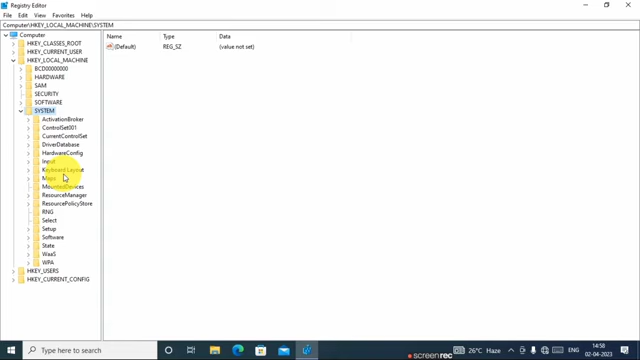 Registry Editor
File Edit View Favorites Help
Computer\HKEY_LOCAL_MACHINE\SYSTEM
Computer
HKEY_CLASSES_ROOT
HKEY_CURRENT_USER
HKEY_LOCAL_MACHINE
BCD00000000
HARDWARE
SAM
SECURITY
SOFTWARE
SYSTEM
ActivationBroker
ControlSet001
CurrentControlSet
DriverDatabase
HardwareConfig
Input
Keyboard Layout
Maps
MountedDevices
ResourceManager
ResourcePolicyStore
RNG
Select
Setup
Software
State
WaaS
WPA
HKEY_USERS
HKEY_CURRENT_CONFIG
Name Type Data
ab (Default) REG_SZ (value not set)
Type here to search
screenrec
26°C Haze
ENG
14:58
02-04-2023